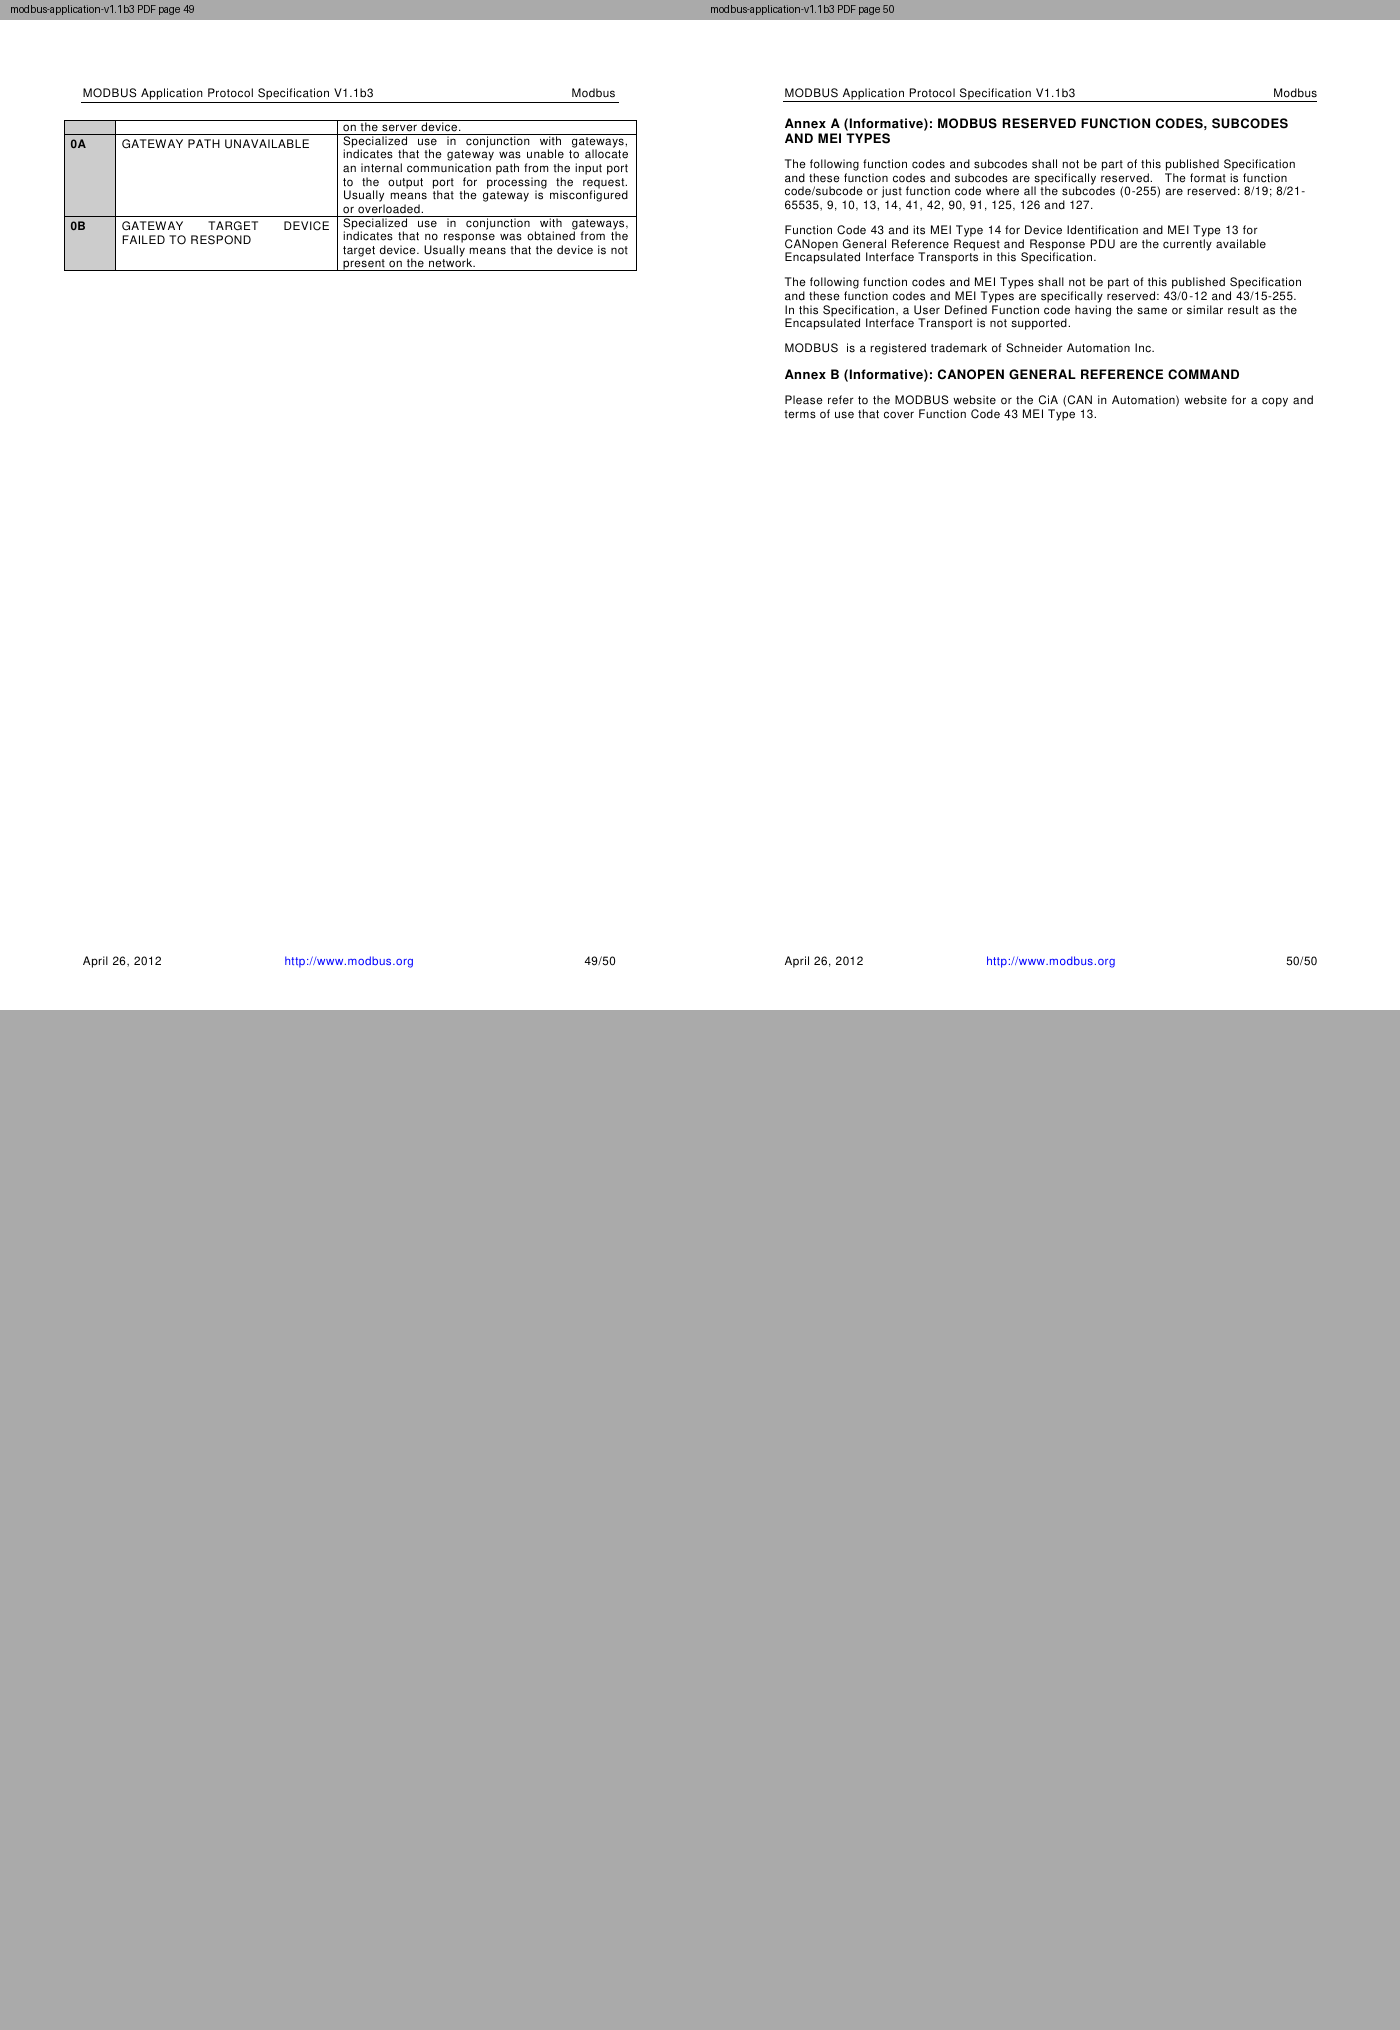 modbus-application-v1.1b3 PDF page 49
MODBUS Application Protocol Specification V1.1b3 Modbus
on the server device.
0A GATEWAY PATH UNAVAILABLE Specialized use in conjunction with gateways,
indicates that the gateway was unable to allocate
an internal communication path from the input port
to the output port for processing the request.
Usually means that the gateway is misconfigured
or overloaded.
0B GATEWAY TARGET DEVICE Specialized use in conjunction with gateways,
FAILED TO RESPOND indicates that no response was obtained from the
target device. Usually means that the device is not
present on the network.
April 26, 2012 http://www.modbus.org 49/50
modbus-application-v1.1b3 PDF page 50
MODBUS Application Protocol Specification V1.1b3 Modbus
Annex A (Informative): MODBUS RESERVED FUNCTION CODES, SUBCODES
AND MEI TYPES
The following function codes and subcodes shall not be part of this published Specification
and these function codes and subcodes are specifically reserved. The format is function
code/subcode or just function code where all the subcodes (0-255) are reserved: 8/19; 8/21-
65535, 9, 10, 13, 14, 41, 42, 90, 91, 125, 126 and 127.
Function Code 43 and its MEI Type 14 for Device Identification and MEI Type 13 for
CANopen General Reference Request and Response PDU are the currently available
Encapsulated Interface Transports in this Specification.
The following function codes and MEI Types shall not be part of this published Specification
and these function codes and MEI Types are specifically reserved: 43/0-12 and 43/15-255.
In this Specification, a User Defined Function code having the same or similar result as the
Encapsulated Interface Transport is not supported.
MODBUS is a registered trademark of Schneider Automation Inc.
Annex B (Informative): CANOPEN GENERAL REFERENCE COMMAND
Please refer to the MODBUS website or the CiA (CAN in Automation) website for a copy and
terms of use that cover Function Code 43 MEI Type 13.
April 26, 2012 http://www.modbus.org 50/50